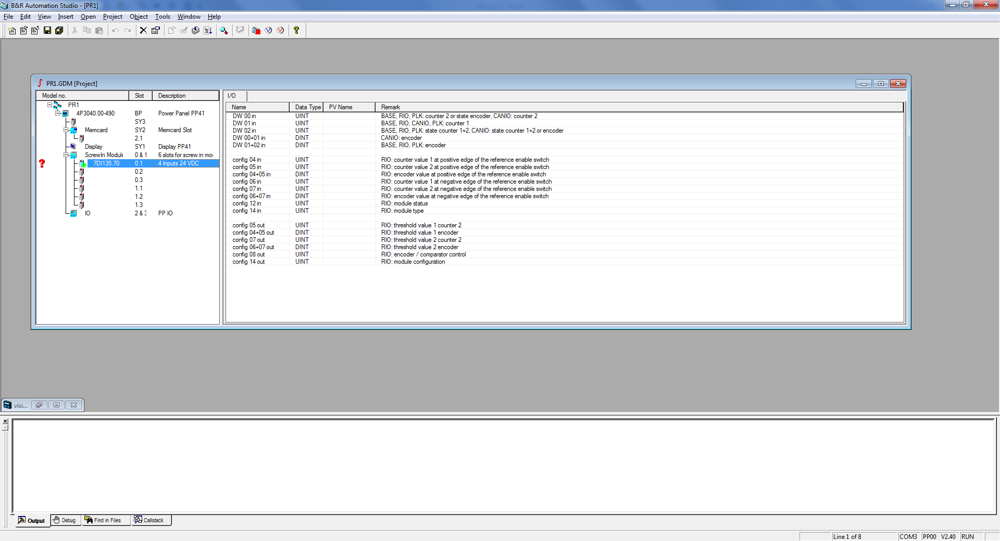 B&R Automation Studio - [PR1]
File Edit View Insert Open Project Object Tools Window Help
PR1.GDM [Project]
Model no. Slot Description
PR1
4P3040.00-490 BP Power Panel PP41
SY3
Memcard SY2 Memcard Slot
2.1
Display SY1 Display PP41
ScrewIn Module 0 & 1 6 slots for screw in mo
? 7DI135.70 0.1 4 Inputs 24 VDC
0.2
0.3
1.1
1.2
1.3
IO 2 & 3 PP IO
I/O
Name Data Type PV Name Remark
DW 00 in UINT BASE, RIO, PLK: counter 2 or state encoder, CANIO: counter 2
DW 01 in UINT BASE, RIO, CANIO, PLK: counter 1
DW 02 in UINT BASE, RIO, PLK: state counter 1+2, CANIO: state counter 1+2 or encoder
DW 00+01 in DINT CANIO: encoder
DW 01+02 in DINT BASE, RIO, PLK: encoder
config 04 in UINT RIO: counter value 1 at positive edge of the reference enable switch
config 05 in UINT RIO: counter value 2 at positive edge of the reference enable switch
config 04+05 in DINT RIO: encoder value at positive edge of the reference enable switch
config 06 in UINT RIO: counter value 1 at negative edge of the reference enable switch
config 07 in UINT RIO: counter value 2 at negative edge of the reference enable switch
config 06+07 in DINT RIO: encoder value at negative edge of the reference enable switch
config 12 in UINT RIO: module status
config 14 in UINT RIO: module type
config 05 out UINT RIO: threshold value 1 counter 2
config 04+05 out DINT RIO: threshold value 1 encoder
config 07 out UINT RIO: threshold value 2 counter 2
config 06+07 out DINT RIO: threshold value 2 encoder
config 08 out UINT RIO: encoder / comparator control
config 14 out UINT RIO: module configuration
visi...
Output Debug Find in Files Callstack
Line 1 of 8 COM3 PP00 V2.40 RUN